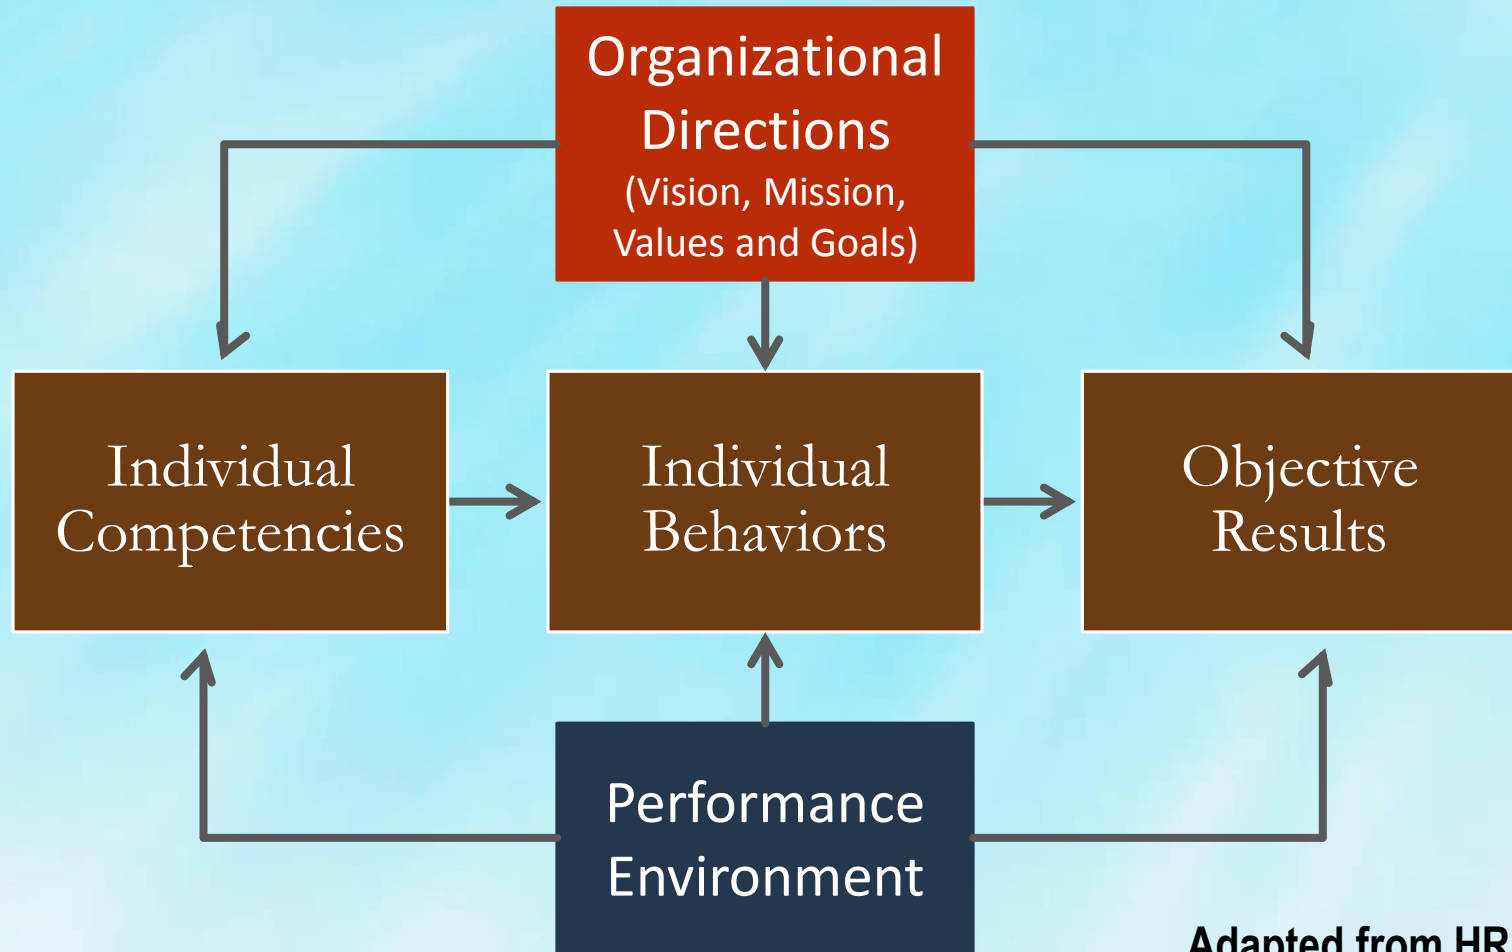 Organizational
Directions
(Vision, Mission,
Values and Goals)
Individual
Competencies
Individual
Behaviors
Objective
Results
Performance
Environment
Adapted from HR